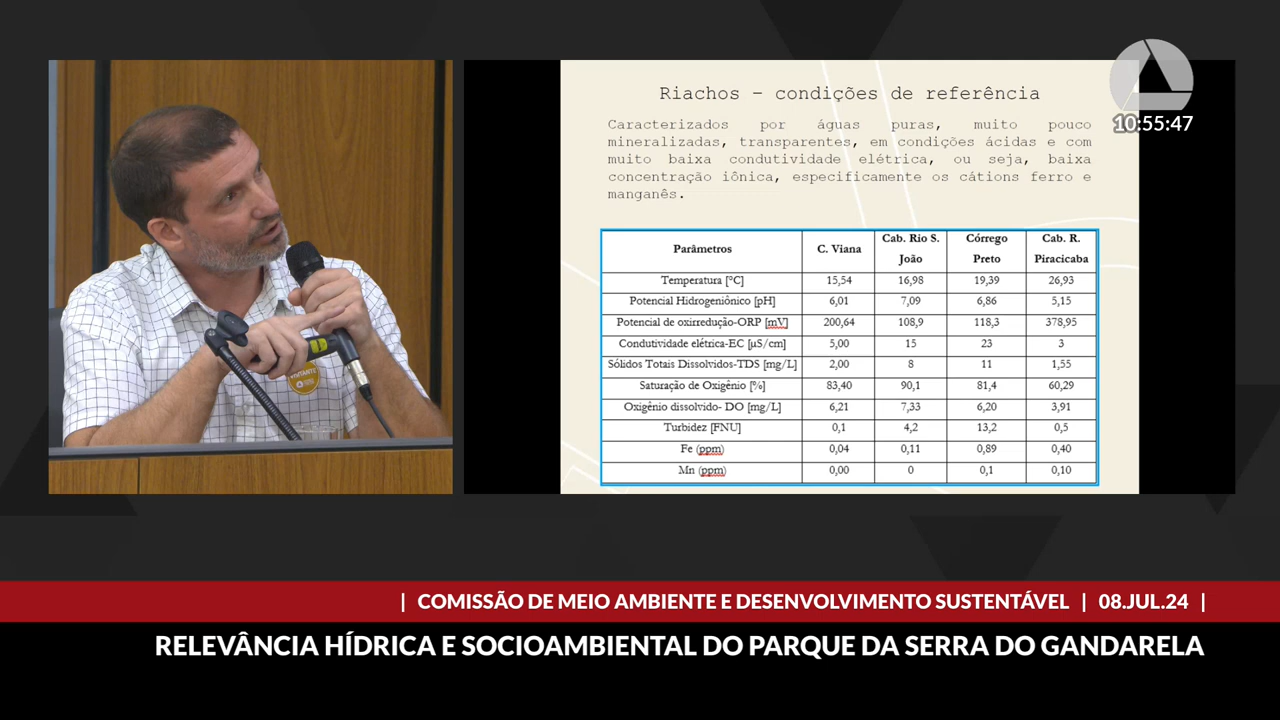 10:55:47
Riachos – condições de referência
Caracterizados por águas puras, muito pouco
mineralizadas, transparentes, em condições ácidas e com
muito baixa condutividade elétrica, ou seja, baixa
concentração iônica, especificamente os cátions ferro e
manganês.
Parâmetros C. Viana Cab. Rio S. João Córrego Preto Cab. R. Piracicaba
Temperatura [ºC] 15,54 16,98 19,39 26,93
Potencial Hidrogeniônico [pH] 6,01 7,09 6,86 5,15
Potencial de oxirredução-ORP [mV] 200,64 108,9 118,3 378,95
Condutividade elétrica-EC [µS/cm] 5,00 15 23 3
Sólidos Totais Dissolvidos-TDS [mg/L] 2,00 8 11 1,55
Saturação de Oxigênio [%] 83,40 90,1 81,4 60,29
Oxigênio dissolvido- DO [mg/L] 6,21 7,33 6,20 3,91
Turbidez [FNU] 0,1 4,2 13,2 0,5
Fe (ppm) 0,04 0,11 0,89 0,40
Mn (ppm) 0,00 0 0,1 0,10
| COMISSÃO DE MEIO AMBIENTE E DESENVOLVIMENTO SUSTENTÁVEL | 08.JUL.24 |
RELEVÂNCIA HÍDRICA E SOCIOAMBIENTAL DO PARQUE DA SERRA DO GANDARELA